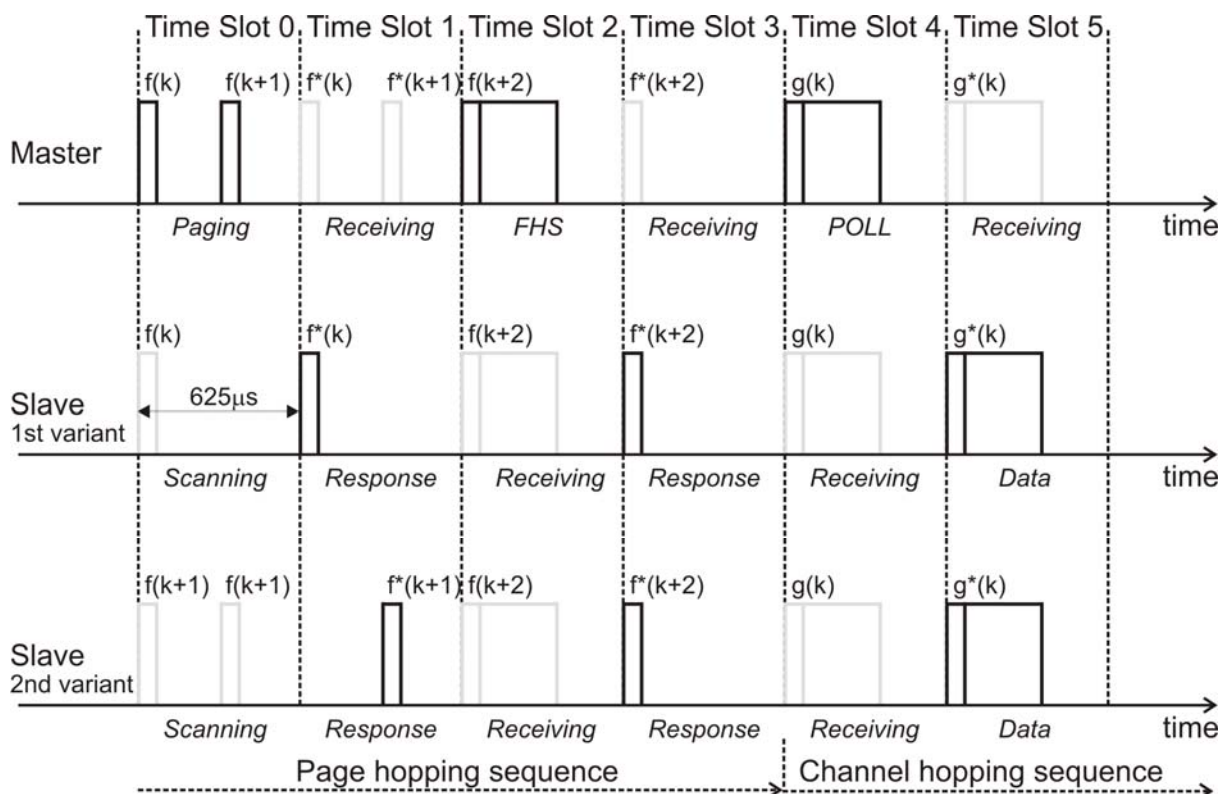 Time Slot 0 Time Slot 1 Time Slot 2 Time Slot 3 Time Slot 4 Time Slot 5
f(k) f(k+1) f*(k) f*(k+1) f(k+2) f*(k+2) g(k) g*(k)
Master
Paging Receiving FHS Receiving POLL Receiving time
f(k) f*(k) f(k+2) f*(k+2) g(k) g*(k)
625μs
Slave
1st variant
Scanning Response Receiving Response Receiving Data time
f(k+1) f(k+1) f*(k+1) f(k+2) f*(k+2) g(k) g*(k)
Slave
2nd variant
Scanning Response Receiving Response Receiving Data time
Page hopping sequence Channel hopping sequence